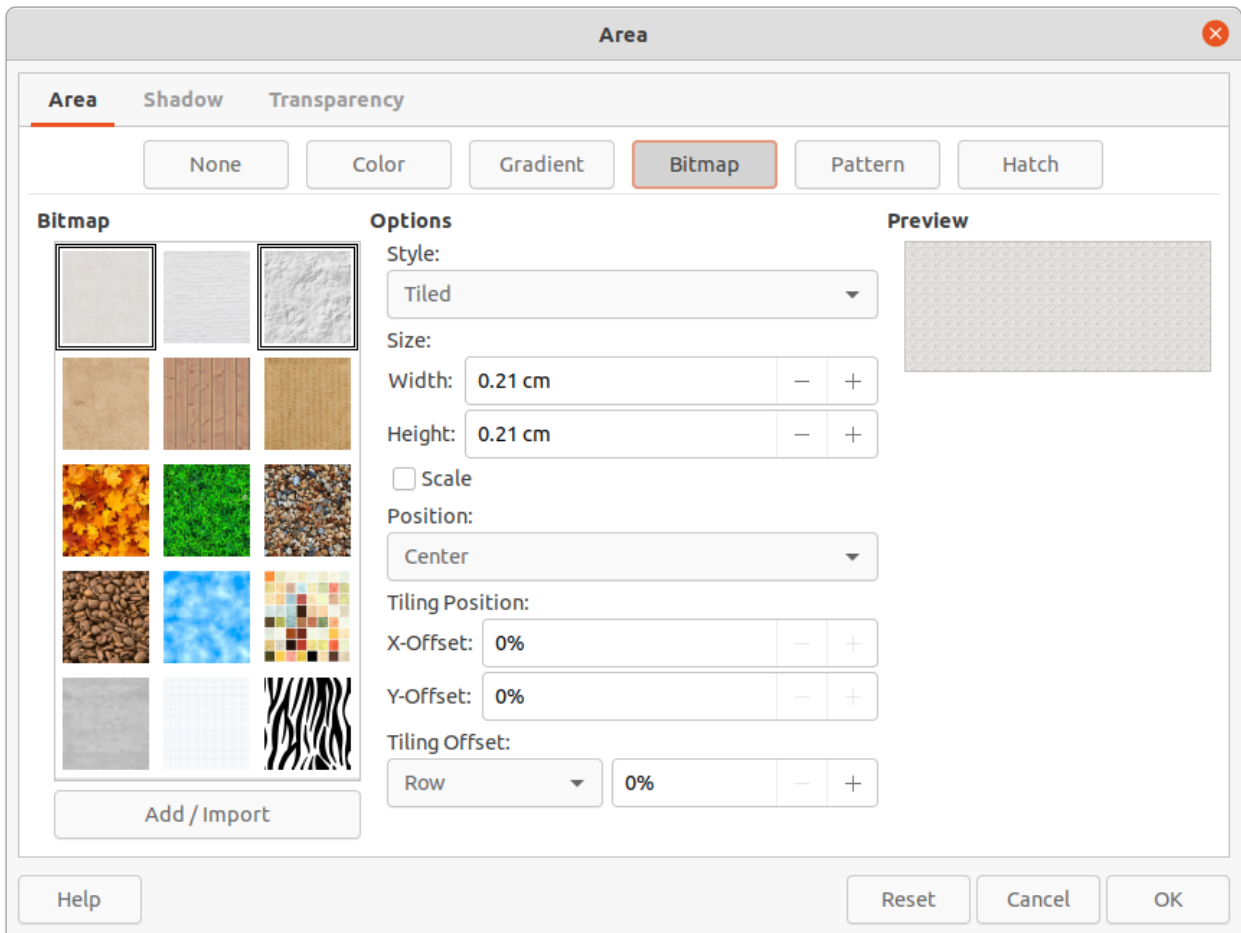 Area
Area Shadow Transparency
None Color Gradient Bitmap Pattern Hatch
Bitmap
Options
Style:
Tiled
Size:
Width: 0.21 cm
Height: 0.21 cm
Scale
Position:
Center
Tiling Position:
X-Offset: 0%
Y-Offset: 0%
Tiling Offset:
Row 0%
Preview
Add / Import
Help Reset Cancel OK